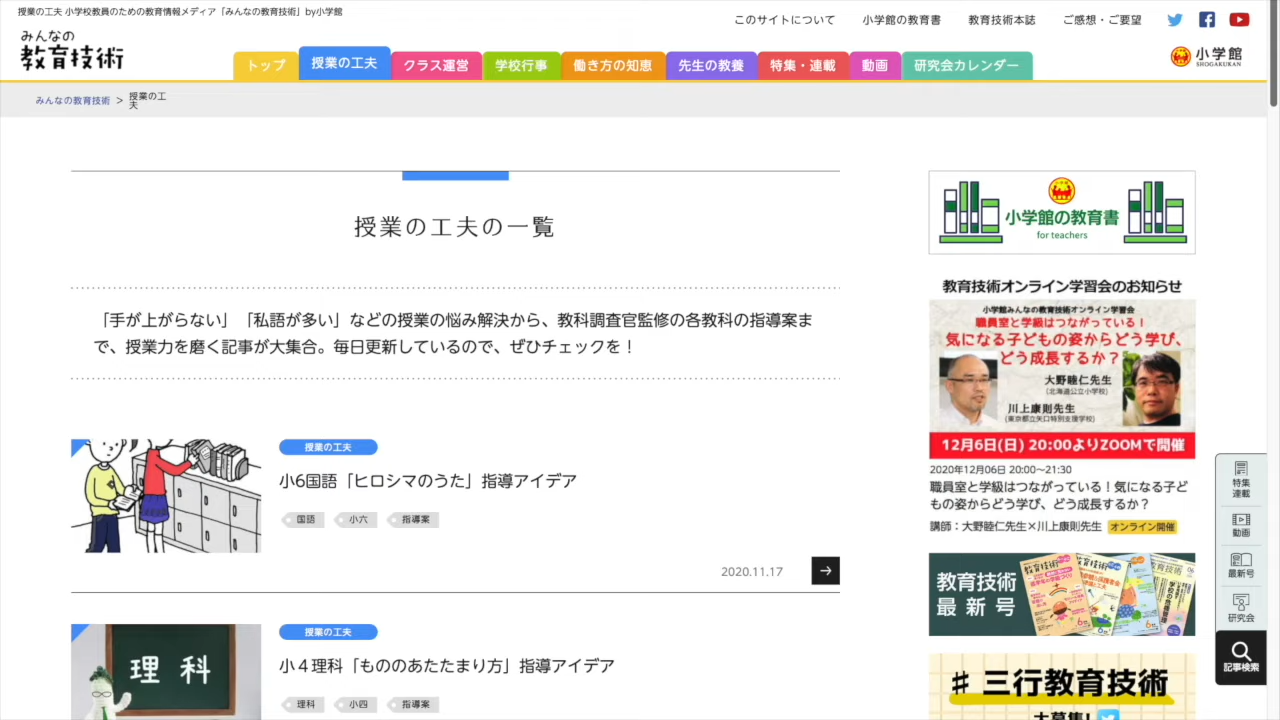 授業の工夫 小学校教員のための教育情報メディア「みんなの教育技術」by小学館
このサイトについて 小学館の教育書 教育技術本誌 ご感想・ご要望
みんなの
教育技術
トップ 授業の工夫 クラス運営 学校行事 働き方の知恵 先生の教養 特集・連載 動画 研究会カレンダー
小学館
SHOGAKUKAN
みんなの教育技術 > 授業の工
夫
授業の工夫の一覧
「手が上がらない」「私語が多い」などの授業の悩み解決から、教科調査官監修の各教科の指導案ま
で、授業力を磨く記事が大集合。毎日更新しているので、ぜひチェックを！
授業の工夫
小6国語「ヒロシマのうた」指導アイデア
国語 小六 指導案
2020.11.17
理科
授業の工夫
小４理科「もののあたたまり方」指導アイデア
理科 小四 指導案
小学館の教育書
for teachers
教育技術オンライン学習会のお知らせ
小学館みんなの教育技術オンライン学習会
職員室と学級はつながっている！
気になる子どもの姿からどう学び、
どう成長するか？
大野睦仁先生
（北海道公立小学校）
川上康則先生
（東京都立矢口特別支援学校）
12月6日(日) 20:00よりZOOMで開催
2020年12月06日 20:00～21:30
職員室と学級はつながっている！気になる子ど
もの姿からどう学び、どう成長するか？
講師：大野睦仁先生×川上康則先生 オンライン開催
教育技術
最新号
♯三行教育技術
大募集!
特集
連載
動画
最新号
研究会
記事検索